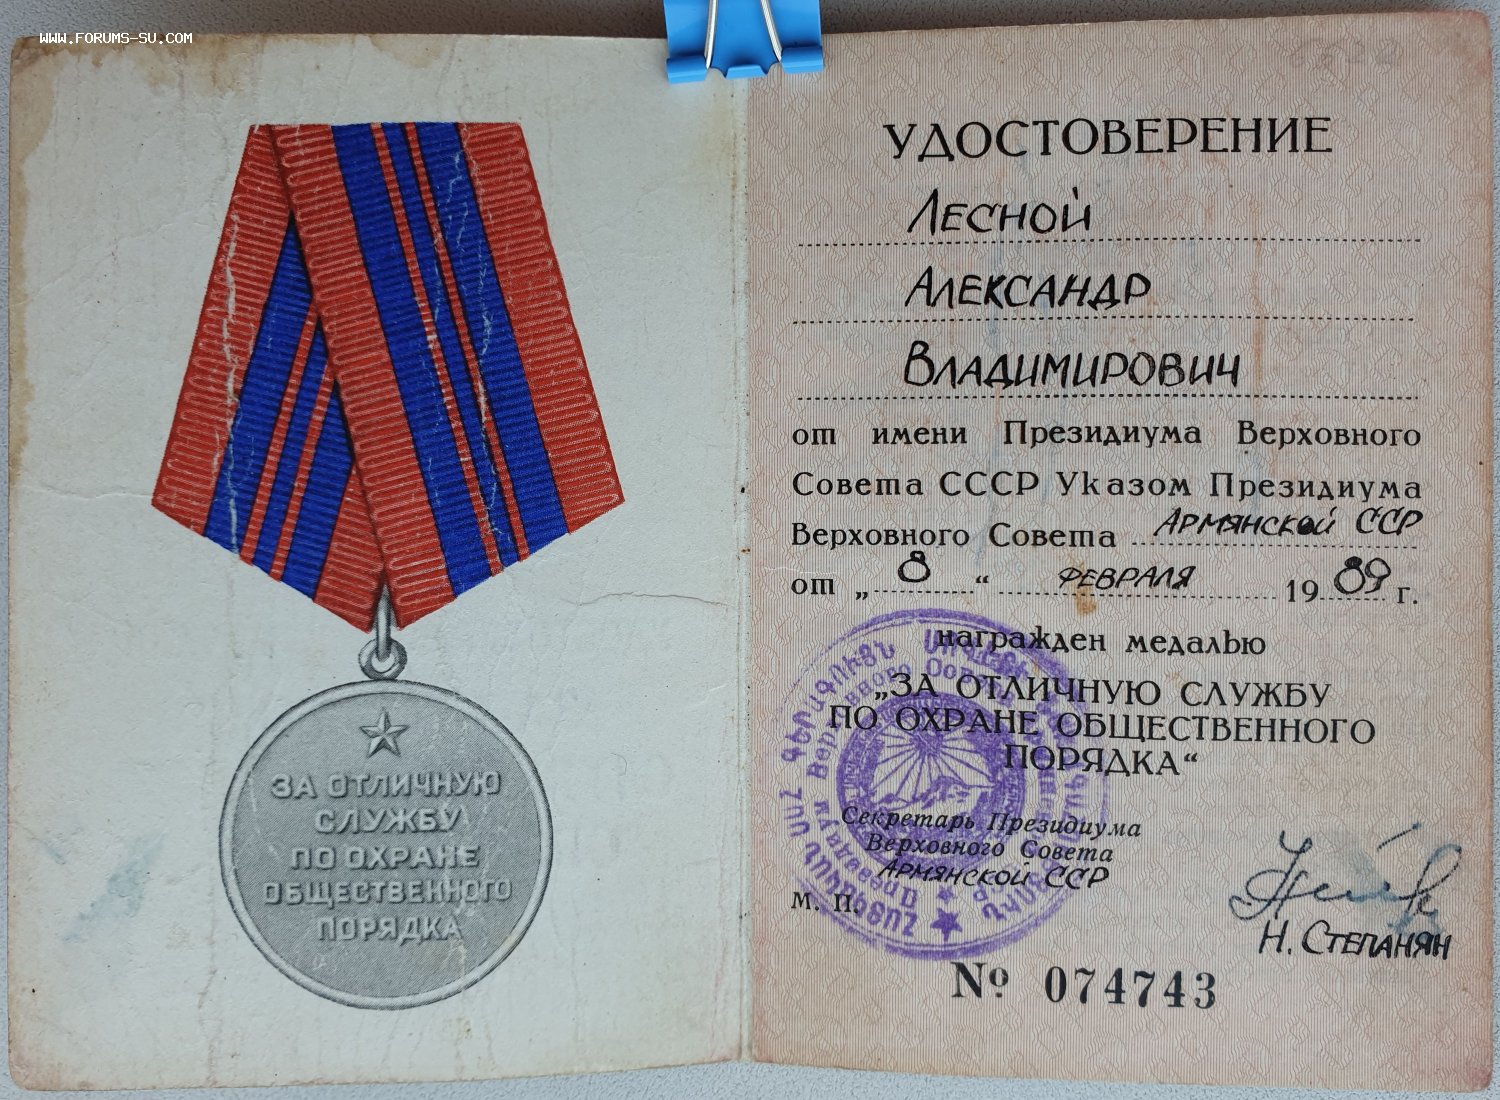 WWW.FORUMS-SU.COM
ЗА ОТЛИЧНУЮ
СЛУЖБУ
ПО ОХРАНЕ
ОБЩЕСТВЕННОГО
ПОРЯДКА
УДОСТОВЕРЕНИЕ
ЛЕСНОЙ
АЛЕКСАНДР
ВЛАДИМИРОВИЧ
от имени Президиума Верховного
Совета СССР Указом Президиума
Верховного Совета АРМЯНСКОЙ ССР
от „ 8 “ ФЕВРАЛЯ 19 89 г.
награжден медалью
„ЗА ОТЛИЧНУЮ СЛУЖБУ
ПО ОХРАНЕ ОБЩЕСТВЕННОГО
ПОРЯДКА“
Секретарь Президиума
Верховного Совета
АРМЯНСКОЙ ССР
М. П.
Н. СТЕПАНЯН
№ 074743